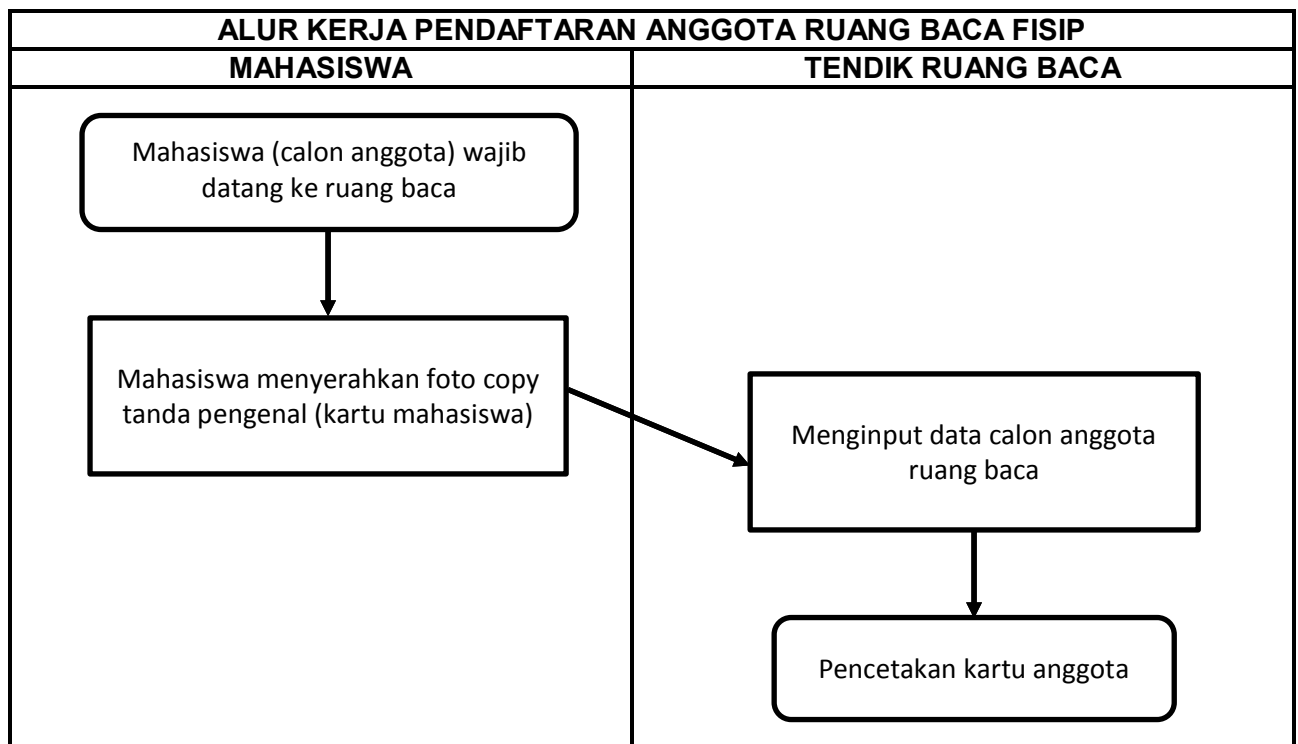 ALUR KERJA PENDAFTARAN ANGGOTA RUANG BACA FISIP
MAHASISWA
TENDIK RUANG BACA
Mahasiswa (calon anggota) wajib
datang ke ruang baca
Mahasiswa menyerahkan foto copy
tanda pengenal (kartu mahasiswa)
Menginput data calon anggota
ruang baca
Pencetakan kartu anggota